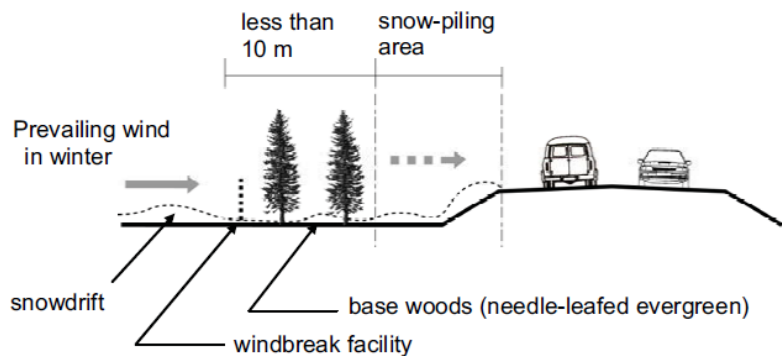 less than
10 m
snow-piling
area
Prevailing wind
in winter
snowdrift
base woods (needle-leafed evergreen)
windbreak facility